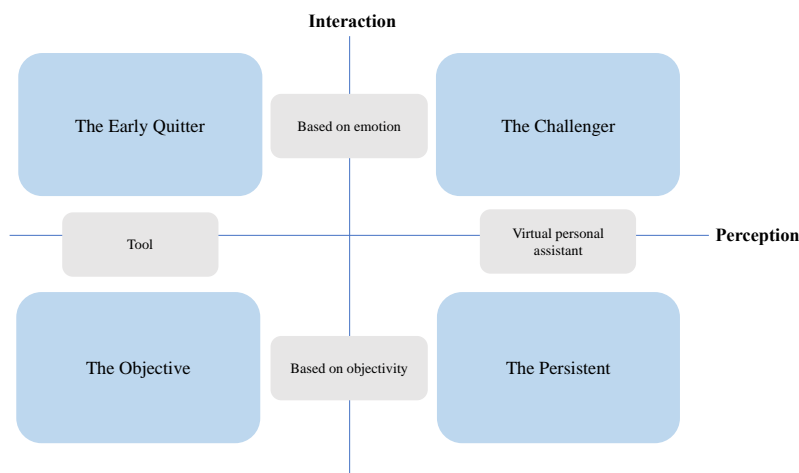 Interaction
The Early Quitter
Based on emotion
The Challenger
Tool
Virtual personal
assistant
Perception
The Objective
Based on objectivity
The Persistent